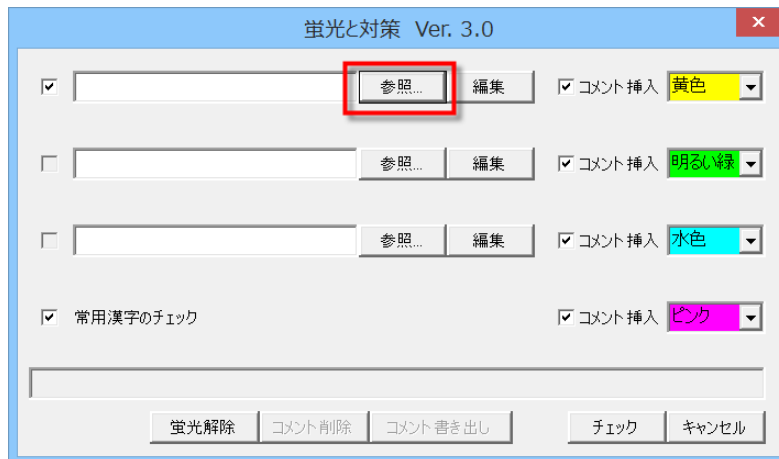 蛍光と対策 Ver. 3.0
参照... 編集 コメント挿入 黄色
参照... 編集 コメント挿入 明るい緑
参照... 編集 コメント挿入 水色
常用漢字のチェック コメント挿入 ピンク
蛍光解除 コメント削除 コメント書き出し チェック キャンセル